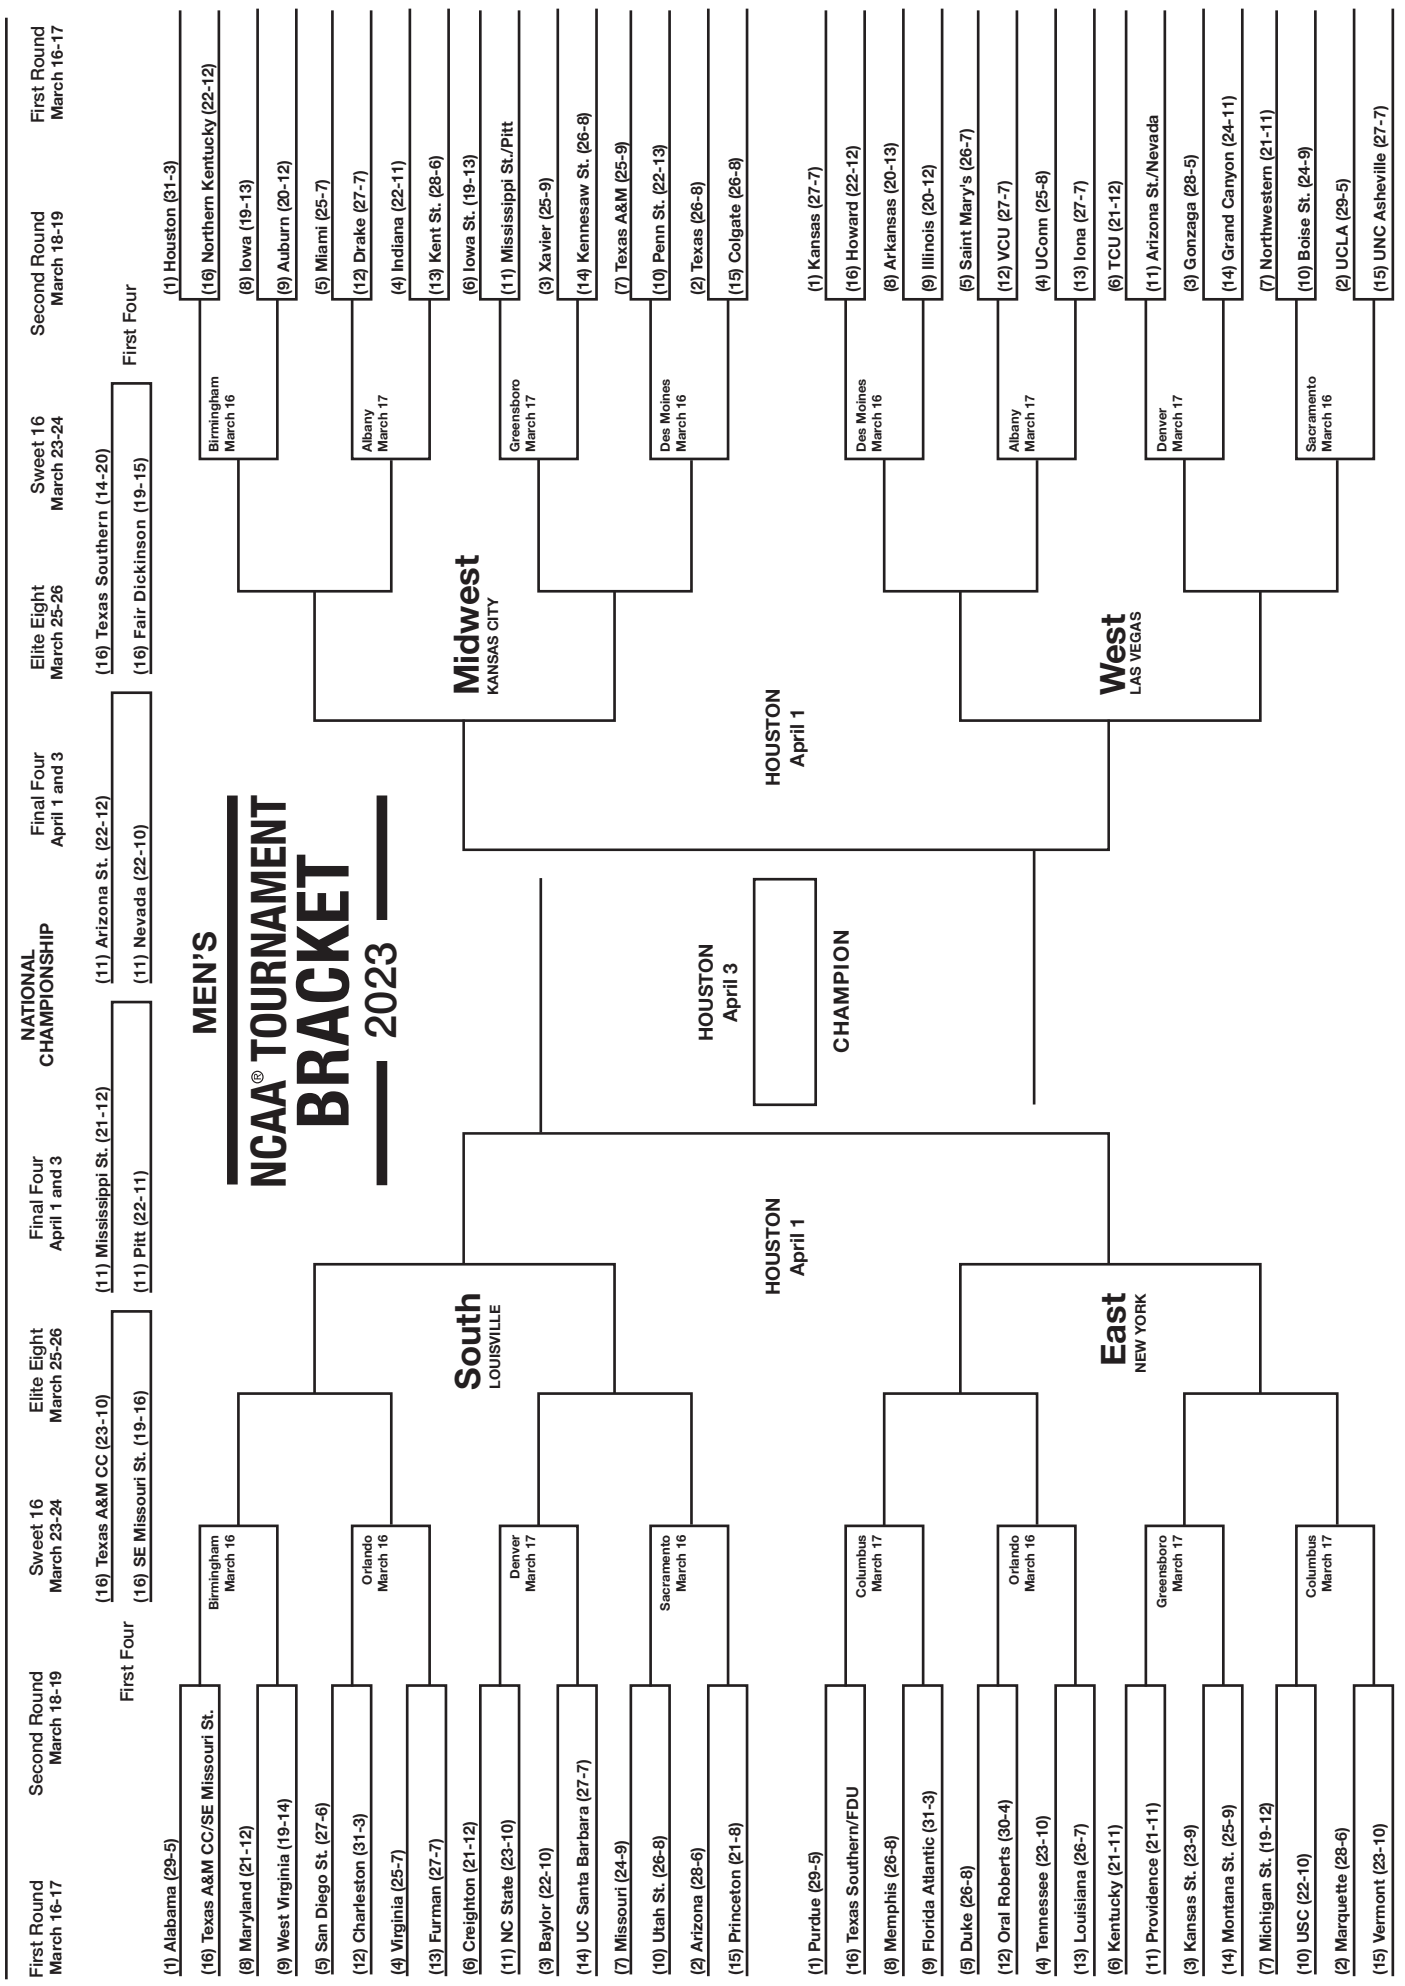 First Round
March 16-17
Second Round
March 18-19
Sweet 16
March 23-24
Elite Eight
March 25-26
Final Four
April 1 and 3
NATIONAL
CHAMPIONSHIP
Final Four
April 1 and 3
Elite Eight
March 25-26
Sweet 16
March 23-24
Second Round
March 18-19
First Round
March 16-17
First Four
(16) Texas A&M CC (23-10)
(16) SE Missouri St. (19-16)
(11) Mississippi St. (21-12)
(11) Pitt (22-11)
(11) Arizona St. (22-12)
(11) Nevada (22-10)
(16) Texas Southern (14-20)
(16) Fair Dickinson (19-15)
First Four
MEN'S
NCAA® TOURNAMENT
BRACKET
2023
(1) Alabama (29-5)
(16) Texas A&M CC/SE Missouri St.
(8) Maryland (21-12)
(9) West Virginia (19-14)
(5) San Diego St. (27-6)
(12) Charleston (31-3)
(4) Virginia (25-7)
(13) Furman (27-7)
(6) Creighton (21-12)
(11) NC State (23-10)
(3) Baylor (22-10)
(14) UC Santa Barbara (27-7)
(7) Missouri (24-9)
(10) Utah St. (26-8)
(2) Arizona (28-6)
(15) Princeton (21-8)
Birmingham
March 16
Orlando
March 16
Denver
March 17
Sacramento
March 16
South
LOUISVILLE
(1) Purdue (29-5)
(16) Texas Southern/FDU
(8) Memphis (26-8)
(9) Florida Atlantic (31-3)
(5) Duke (26-8)
(12) Oral Roberts (30-4)
(4) Tennessee (23-10)
(13) Louisiana (26-7)
(6) Kentucky (21-11)
(11) Providence (21-11)
(3) Kansas St. (23-9)
(14) Montana St. (25-9)
(7) Michigan St. (19-12)
(10) USC (22-10)
(2) Marquette (28-6)
(15) Vermont (23-10)
Columbus
March 17
Orlando
March 16
Greensboro
March 17
Columbus
March 17
East
NEW YORK
HOUSTON
April 1
HOUSTON
April 3
CHAMPION
HOUSTON
April 1
Midwest
KANSAS CITY
Birmingham
March 16
Albany
March 17
Greensboro
March 17
Des Moines
March 16
(1) Houston (31-3)
(16) Northern Kentucky (22-12)
(8) Iowa (19-13)
(9) Auburn (20-12)
(5) Miami (25-7)
(12) Drake (27-7)
(4) Indiana (22-11)
(13) Kent St. (28-6)
(6) Iowa St. (19-13)
(11) Mississippi St./Pitt
(3) Xavier (25-9)
(14) Kennesaw St. (26-8)
(7) Texas A&M (25-9)
(10) Penn St. (22-13)
(2) Texas (26-8)
(15) Colgate (26-8)
West
LAS VEGAS
Des Moines
March 16
Albany
March 17
Denver
March 17
Sacramento
March 16
(1) Kansas (27-7)
(16) Howard (22-12)
(8) Arkansas (20-13)
(9) Illinois (20-12)
(5) Saint Mary's (26-7)
(12) VCU (27-7)
(4) UConn (25-8)
(13) Iona (27-7)
(6) TCU (21-12)
(11) Arizona St./Nevada
(3) Gonzaga (28-5)
(14) Grand Canyon (24-11)
(7) Northwestern (21-11)
(10) Boise St. (24-9)
(2) UCLA (29-5)
(15) UNC Asheville (27-7)